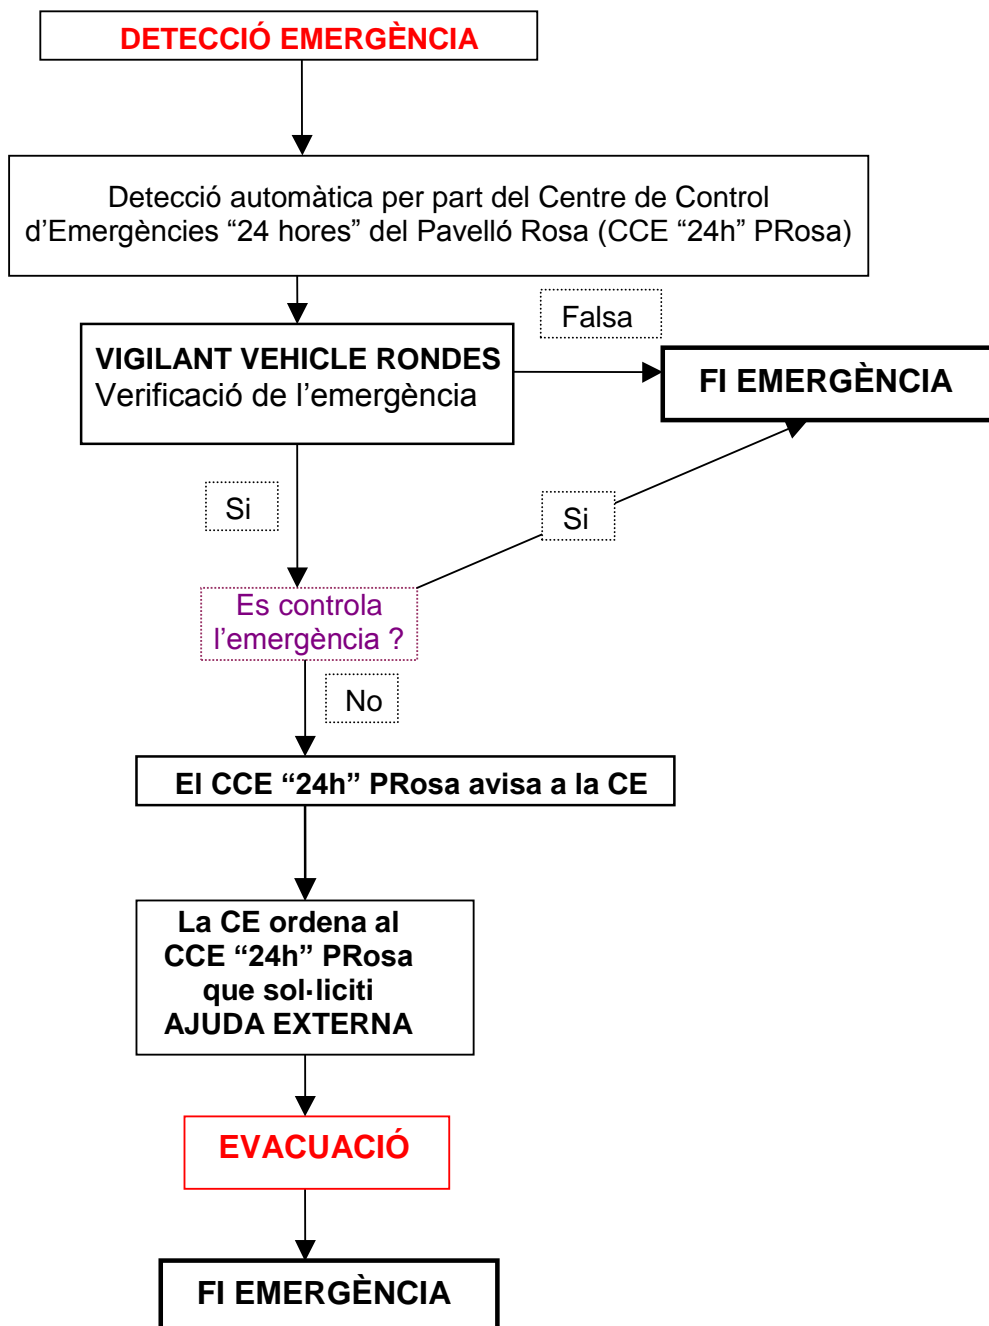 DETECCIÓ EMERGÈNCIA
Detecció automàtica per part del Centre de Control
d’Emergències “24 hores” del Pavelló Rosa (CCE “24h” PRosa)
Falsa
VIGILANT VEHICLE RONDES
Verificació de l’emergència
FI EMERGÈNCIA
Si
Si
Es controla
l’emergència ?
No
El CCE “24h” PRosa avisa a la CE
La CE ordena al
CCE “24h” PRosa
que sol·liciti
AJUDA EXTERNA
EVACUACIÓ
FI EMERGÈNCIA